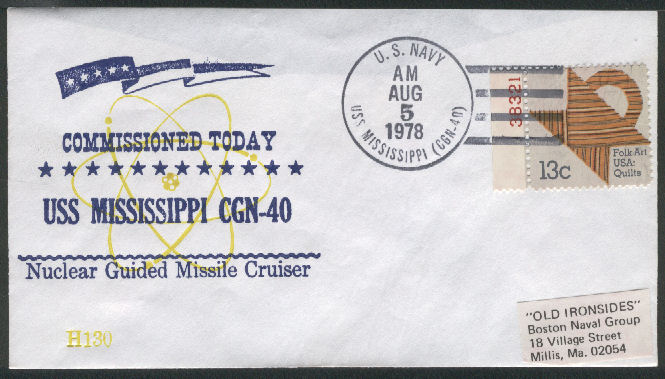 COMMISSIONED TODAY
USS MISSISSIPPI CGN-40
Nuclear Guided Missile Cruiser
H130
U. S. NAVY
AM
AUG
5
1978
USS MISSISSIPPI (CGN-40)
38321
Folk Art
USA:
Quilts
13c
"OLD IRONSIDES"
Boston Naval Group
18 Village Street
Millis, Ma. 02054